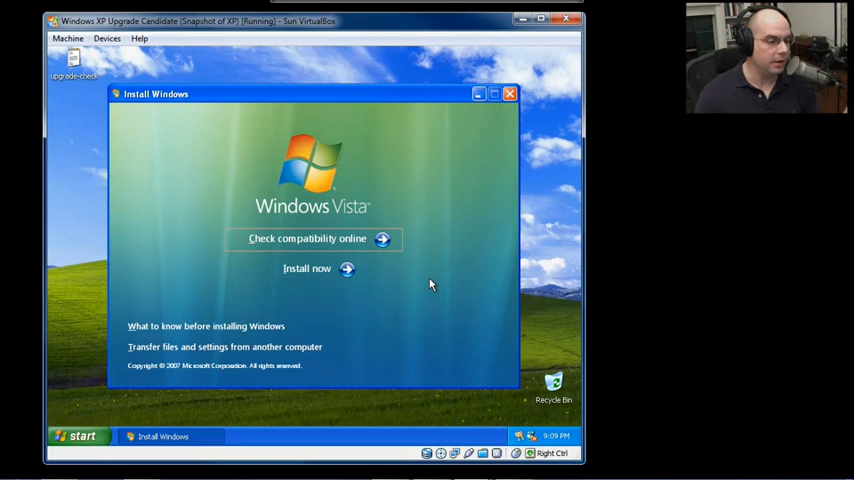 Windows XP Upgrade Candidate (Snapshot of XP) [Running] - Sun VirtualBox
Machine Devices Help
upgrade-check
Install Windows
Windows Vista™
Check compatibility online
Install now
What to know before installing Windows
Transfer files and settings from another computer
Copyright © 2007 Microsoft Corporation. All rights reserved.
Recycle Bin
start Install Windows 9:09 PM
Right Ctrl